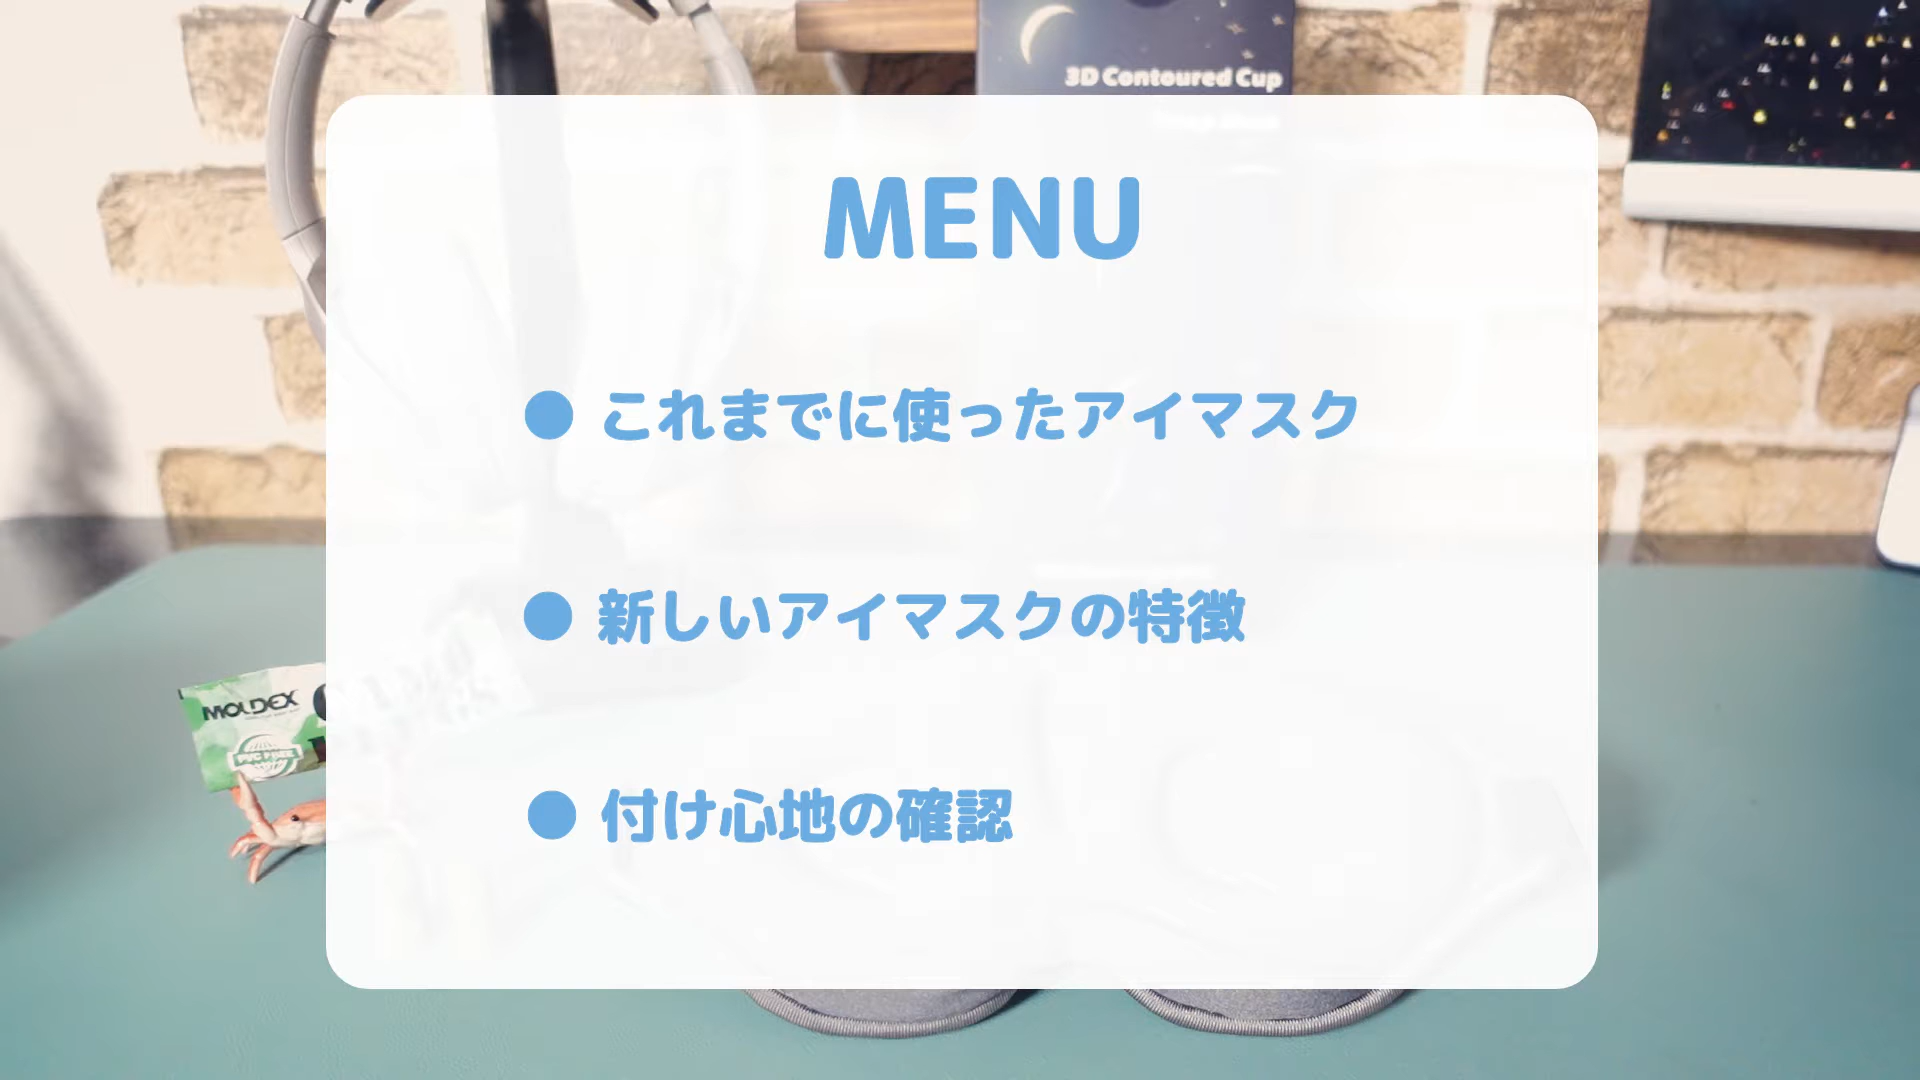 3D Contoured Cup
MENU
● これまでに使ったアイマスク
● 新しいアイマスクの特徴
MOLDEX
PVC FREE
● 付け心地の確認